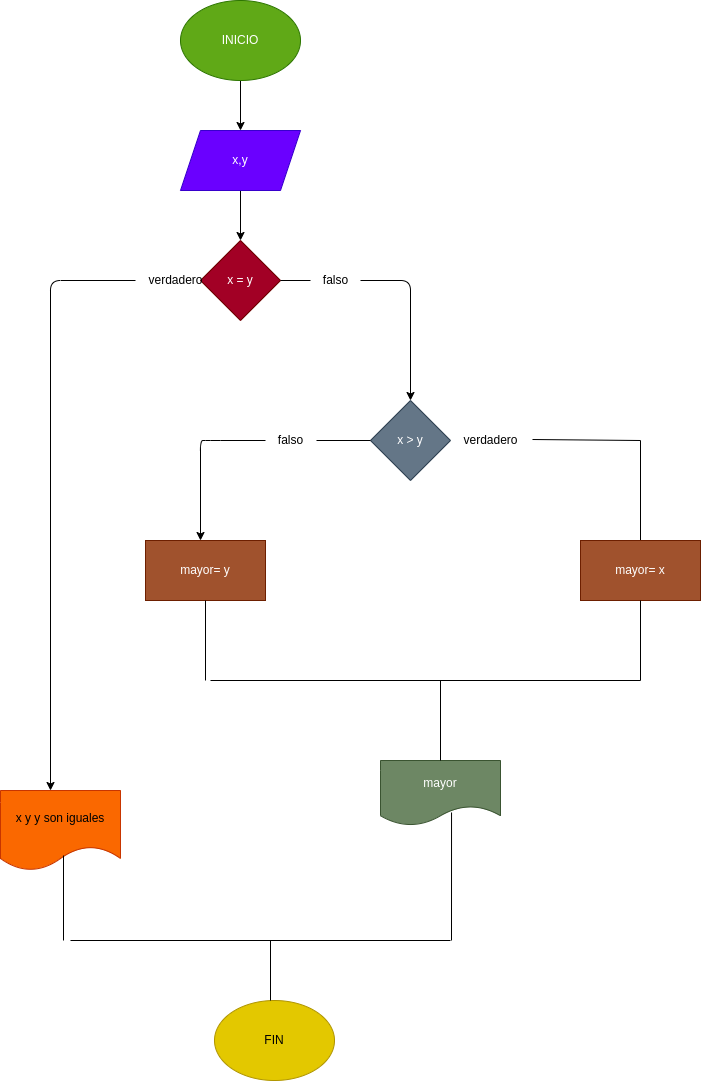 INICIO
x,y
verdadero
x = y
falso
falso
x > y
verdadero
mayor= y
mayor= x
mayor
x y y son iguales
FIN